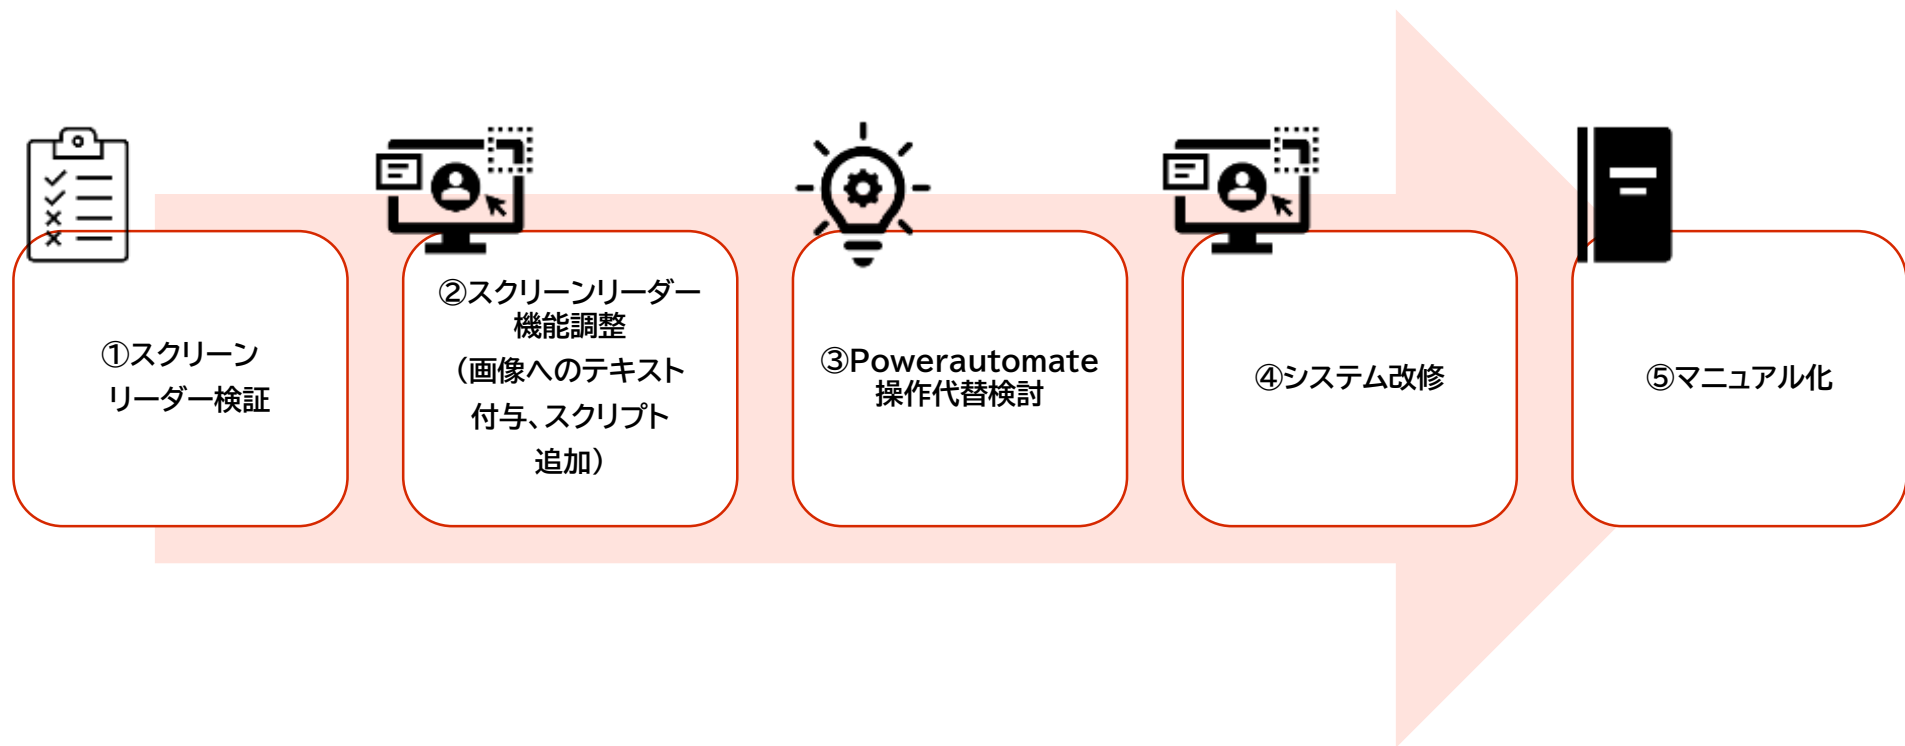 ①スクリーン
リーダー検証
②スクリーンリーダー
機能調整
（画像へのテキスト
付与、スクリプト
追加）
③Powerautomate
操作代替検討
④システム改修
⑤マニュアル化